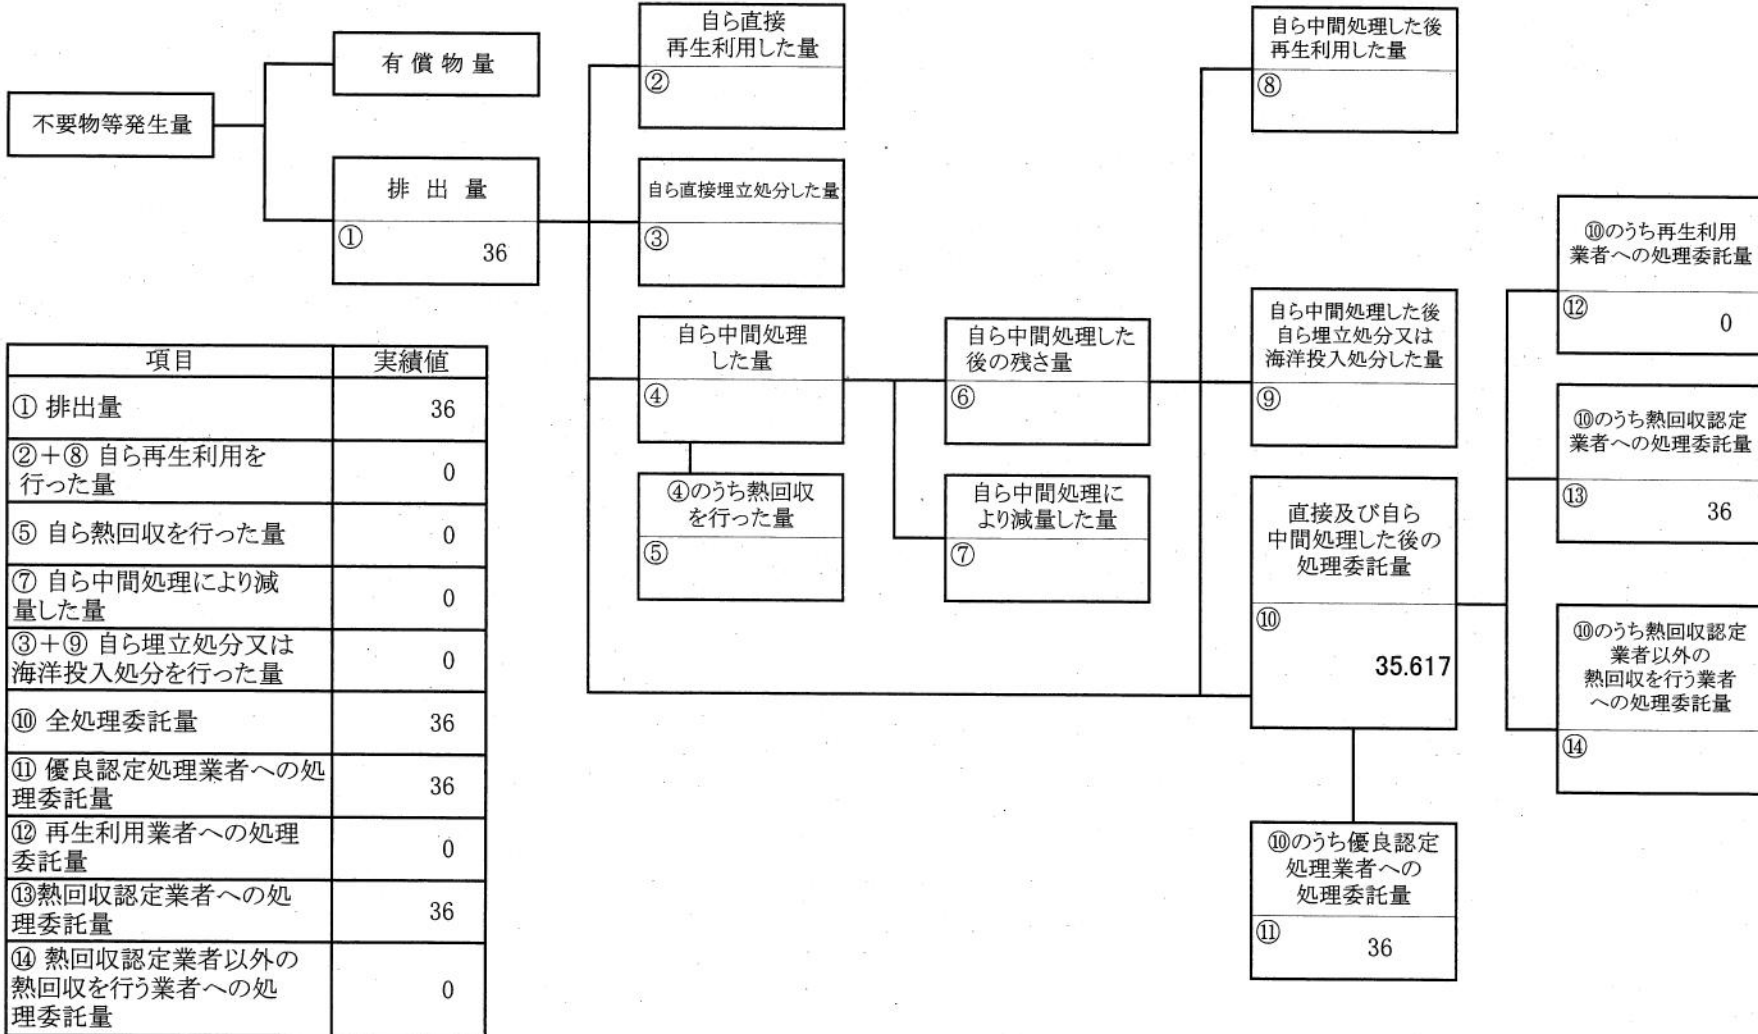 不要物等発生量
有償物量
排出量
①
36
自ら直接
再生利用した量
②
自ら直接埋立処分した量
③
自ら中間処理
した量
④
④のうち熱回収
を行った量
⑤
自ら中間処理した
後の残さ量
⑥
自ら中間処理に
より減量した量
⑦
自ら中間処理した後
再生利用した量
⑧
自ら中間処理した後
自ら埋立処分又は
海洋投入処分した量
⑨
直接及び自ら
中間処理した後の
処理委託量
⑩
35.617
⑩のうち優良認定
処理業者への
処理委託量
⑪
36
⑩のうち再生利用
業者への処理委託量
⑫
0
⑩のうち熱回収認定
業者への処理委託量
⑬
36
⑩のうち熱回収認定
業者以外の
熱回収を行う業者
への処理委託量
⑭
項目 実績値
① 排出量 36
②+⑧ 自ら再生利用を
行った量 0
⑤ 自ら熱回収を行った量 0
⑦ 自ら中間処理により減
量した量 0
③+⑨ 自ら埋立処分又は
海洋投入処分を行った量 0
⑩ 全処理委託量 36
⑪ 優良認定処理業者への処
理委託量 36
⑫ 再生利用業者への処理
委託量 0
⑬熱回収認定業者への処
理委託量 36
⑭ 熱回収認定業者以外の
熱回収を行う業者への処
理委託量 0